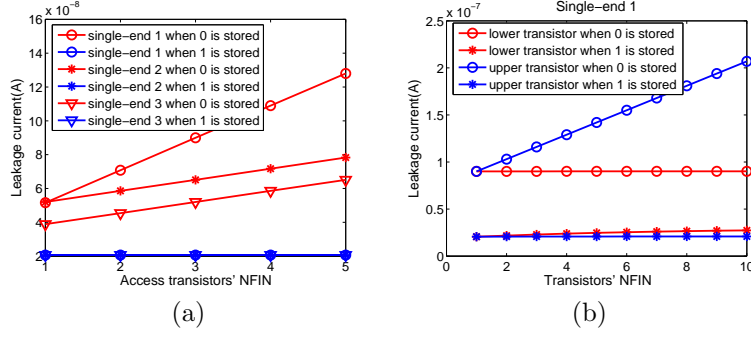 x 10⁻⁸
16
14
12
10
8
6
4
2
1
2
3
4
5
Leakage current(A)
Access transistors' NFIN
single−end 1 when 0 is stored
single−end 1 when 1 is stored
single−end 2 when 0 is stored
single−end 2 when 1 is stored
single−end 3 when 0 is stored
single−end 3 when 1 is stored
(a)
Single−end 1
x 10⁻⁷
2.5
2
1.5
1
0.5
0
0
2
4
6
8
10
Leakage current(A)
Transistors' NFIN
lower transistor when 0 is stored
lower transistor when 1 is stored
upper transistor when 0 is stored
upper transistor when 1 is stored
(b)